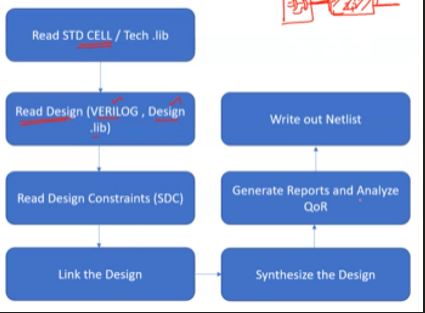 Read STD CELL / Tech .lib
Read Design (VERILOG , Design
.lib)
Read Design Constraints (SDC)
Link the Design
Synthesize the Design
Generate Reports and Analyze
QoR
Write out Netlist